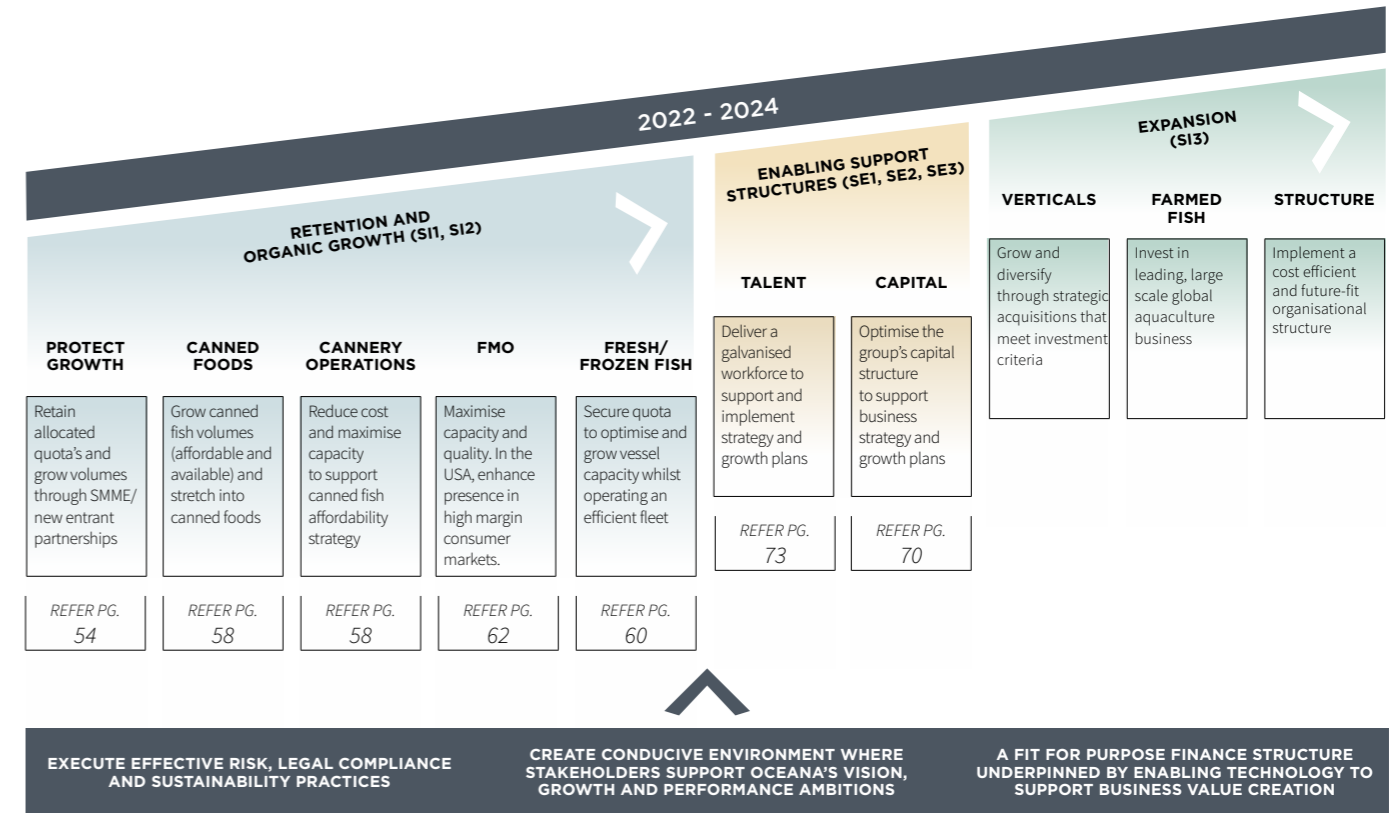 2022 - 2024
RETENTION AND
ORGANIC GROWTH (SI1, SI2)
PROTECT
GROWTH
Retain
allocated
quota's and
grow volumes
through SMME/
new entrant
partnerships
REFER PG.
54
CANNED
FOODS
Grow canned
fish volumes
(affordable and
available) and
stretch into
canned foods
REFER PG.
58
CANNERY
OPERATIONS
Reduce cost
and maximise
capacity
to support
canned fish
affordability
strategy
REFER PG.
58
FMO
Maximise
capacity and
quality. In the
USA, enhance
presence in
high margin
consumer
markets.
REFER PG.
62
FRESH/
FROZEN FISH
Secure quota
to optimise and
grow vessel
capacity whilst
operating an
efficient fleet
REFER PG.
60
ENABLING SUPPORT
STRUCTURES (SE1, SE2, SE3)
TALENT
Deliver a
galvanised
workforce to
support and
implement
strategy and
growth plans
REFER PG.
73
CAPITAL
Optimise the
group's capital
structure
to support
business
strategy and
growth plans
REFER PG.
70
EXPANSION
(SI3)
VERTICALS
Grow and
diversify
through strategic
acquisitions that
meet investment
criteria
FARMED
FISH
Invest in
leading, large
scale global
aquaculture
business
STRUCTURE
Implement a
cost efficient
and future-fit
organisational
structure
EXECUTE EFFECTIVE RISK, LEGAL COMPLIANCE
AND SUSTAINABILITY PRACTICES
CREATE CONDUCIVE ENVIRONMENT WHERE
STAKEHOLDERS SUPPORT OCEANA'S VISION,
GROWTH AND PERFORMANCE AMBITIONS
A FIT FOR PURPOSE FINANCE STRUCTURE
UNDERPINNED BY ENABLING TECHNOLOGY TO
SUPPORT BUSINESS VALUE CREATION